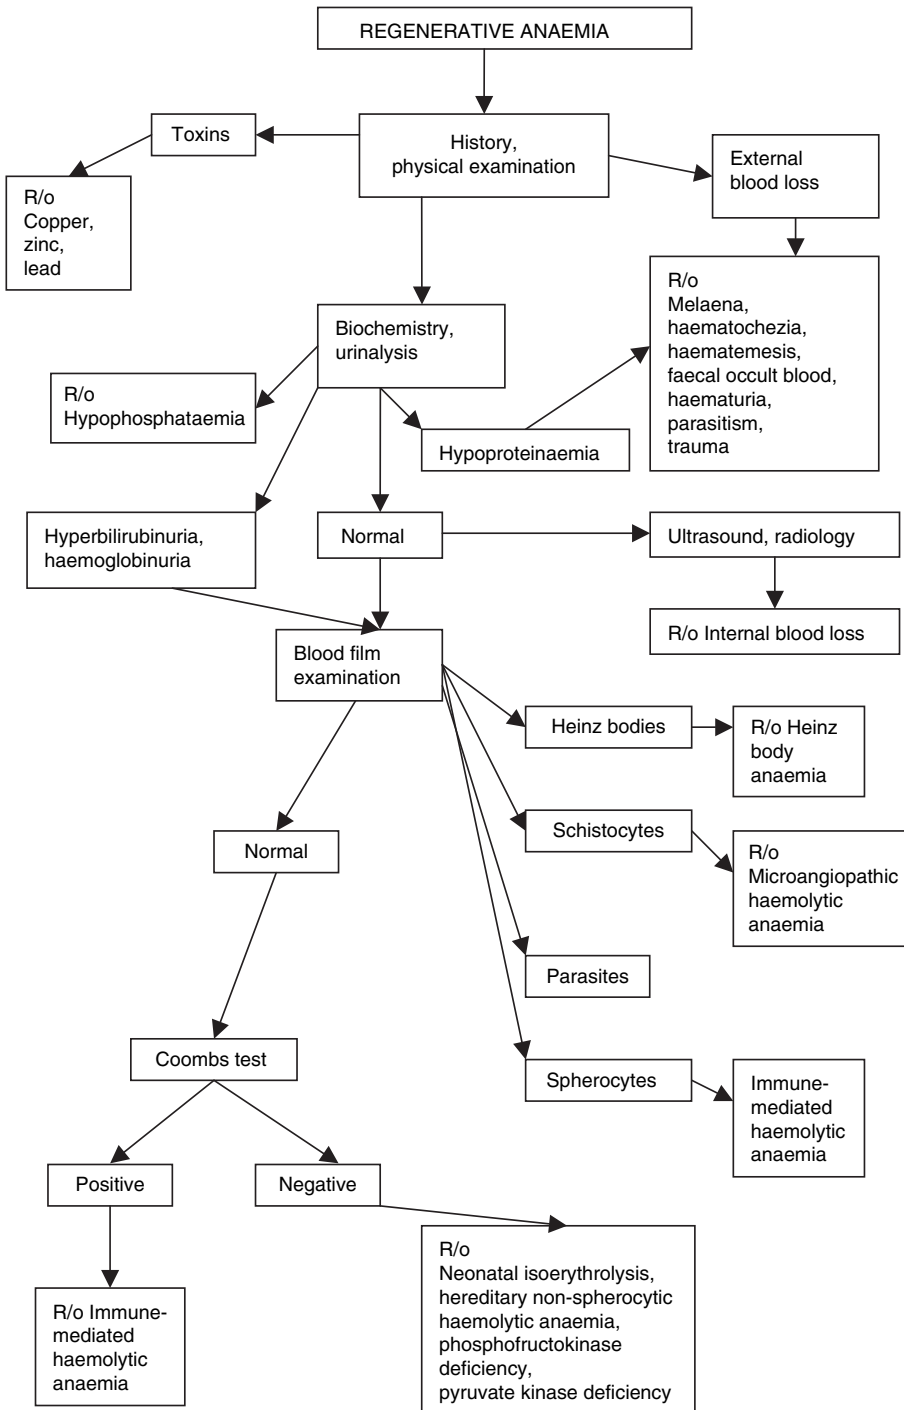 REGENERATIVE ANAEMIA
Toxins
History,
physical examination
External
blood loss
R/o
Copper,
zinc,
lead
R/o
Melaena,
haematochezia,
haematemesis,
faecal occult blood,
haematuria,
parasitism,
trauma
Biochemistry,
urinalysis
R/o
Hypophosphataemia
Hypoproteinaemia
Hyperbilirubinuria,
haemoglobinuria
Normal
Ultrasound, radiology
R/o Internal blood loss
Blood film
examination
Heinz bodies
R/o Heinz
body
anaemia
Normal
Schistocytes
R/o
Microangiopathic
haemolytic
anaemia
Parasites
Coombs test
Spherocytes
Immune-
mediated
haemolytic
anaemia
Positive
Negative
R/o Immune-
mediated
haemolytic
anaemia
R/o
Neonatal isoerythrolysis,
hereditary non-spherocytic
haemolytic anaemia,
phosphofructokinase
deficiency,
pyruvate kinase deficiency